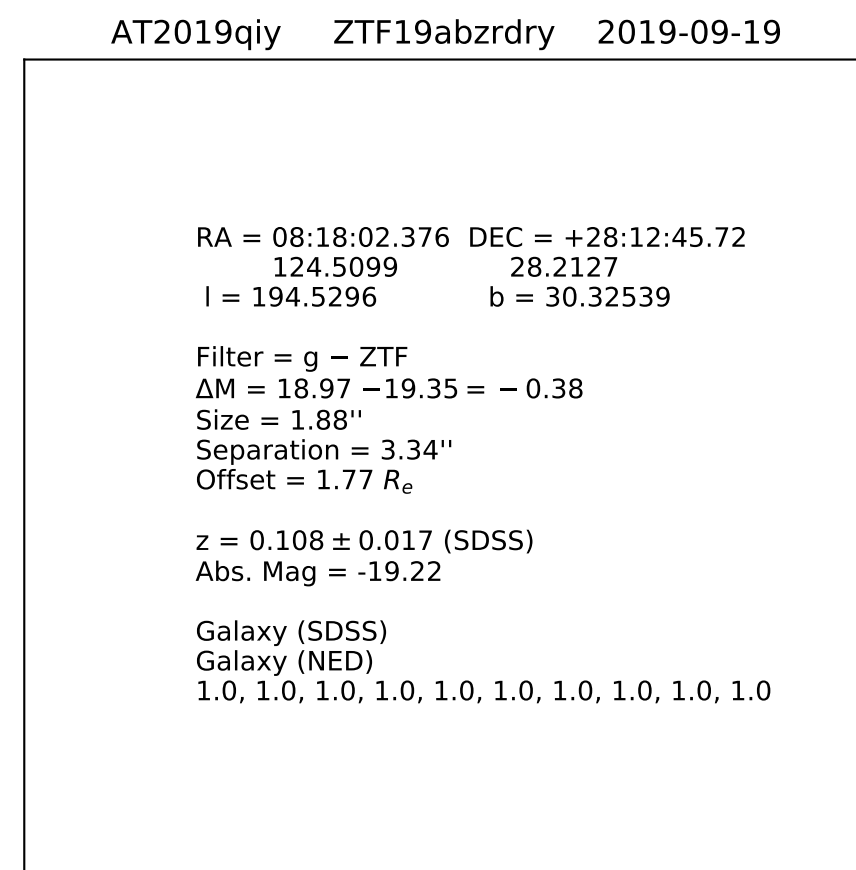 AT2019qiy ZTF19abzrdry 2019-09-19
RA = 08:18:02.376 DEC = +28:12:45.72
124.5099 28.2127
l = 194.5296 b = 30.32539
Filter = g − ZTF
ΔM = 18.97 −19.35 = − 0.38
Size = 1.88''
Separation = 3.34''
Offset = 1.77 Re
z = 0.108 ± 0.017 (SDSS)
Abs. Mag = -19.22
Galaxy (SDSS)
Galaxy (NED)
1.0, 1.0, 1.0, 1.0, 1.0, 1.0, 1.0, 1.0, 1.0, 1.0